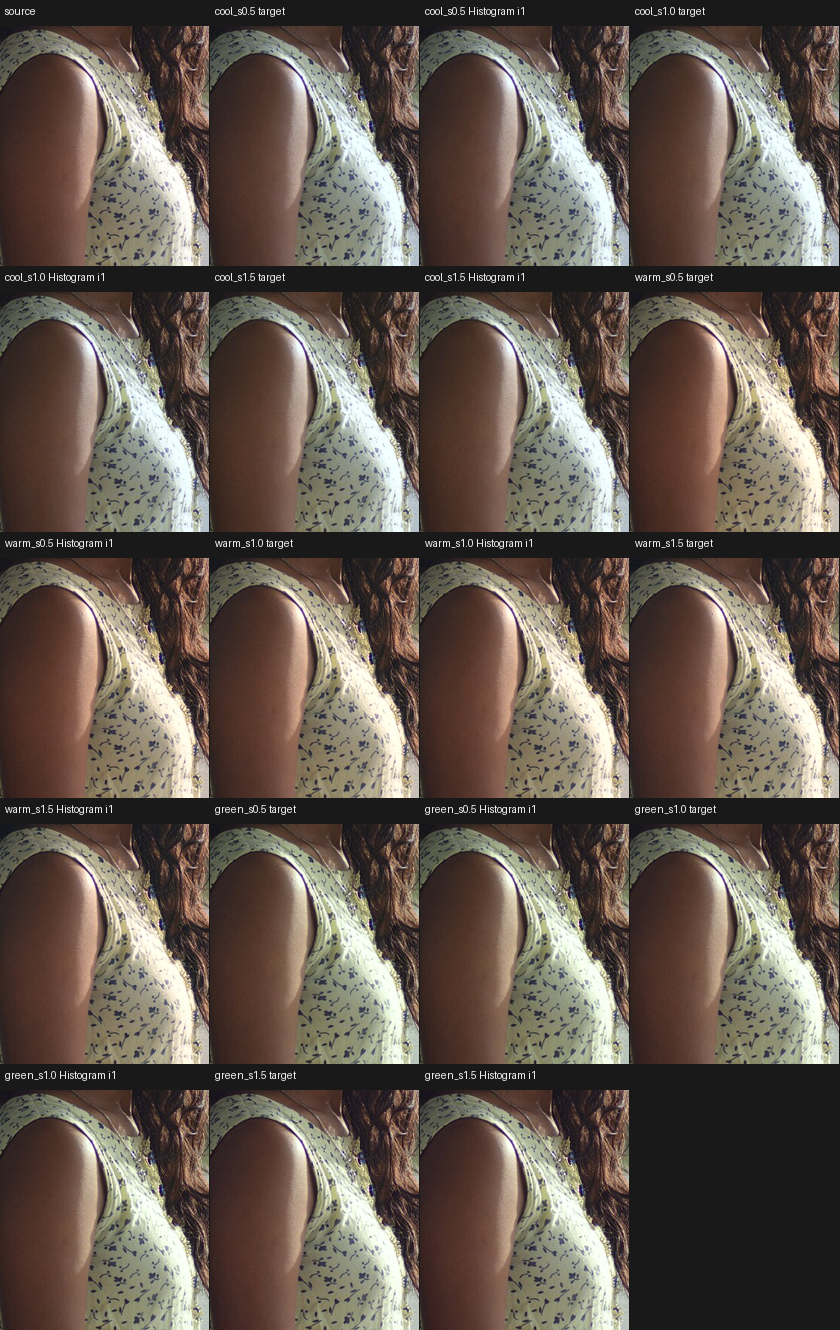 source
cool_s0.5 target
cool_s0.5 Histogram i1
cool_s1.0 target
cool_s1.0 Histogram i1
cool_s1.5 target
cool_s1.5 Histogram i1
warm_s0.5 target
warm_s0.5 Histogram i1
warm_s1.0 target
warm_s1.0 Histogram i1
warm_s1.5 target
warm_s1.5 Histogram i1
green_s0.5 target
green_s0.5 Histogram i1
green_s1.0 target
green_s1.0 Histogram i1
green_s1.5 target
green_s1.5 Histogram i1